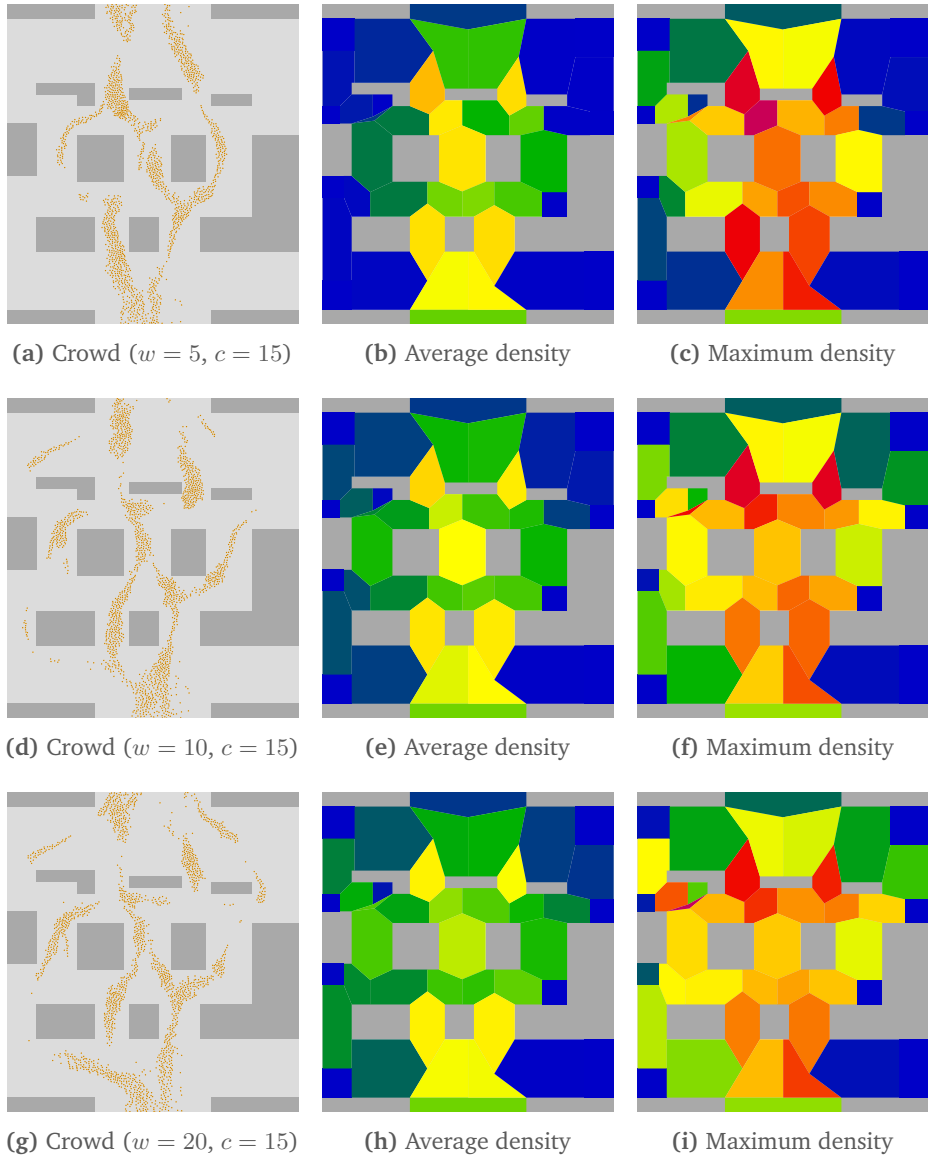 (a) Crowd (w = 5, c = 15)
(b) Average density
(c) Maximum density
(d) Crowd (w = 10, c = 15)
(e) Average density
(f) Maximum density
(g) Crowd (w = 20, c = 15)
(h) Average density
(i) Maximum density